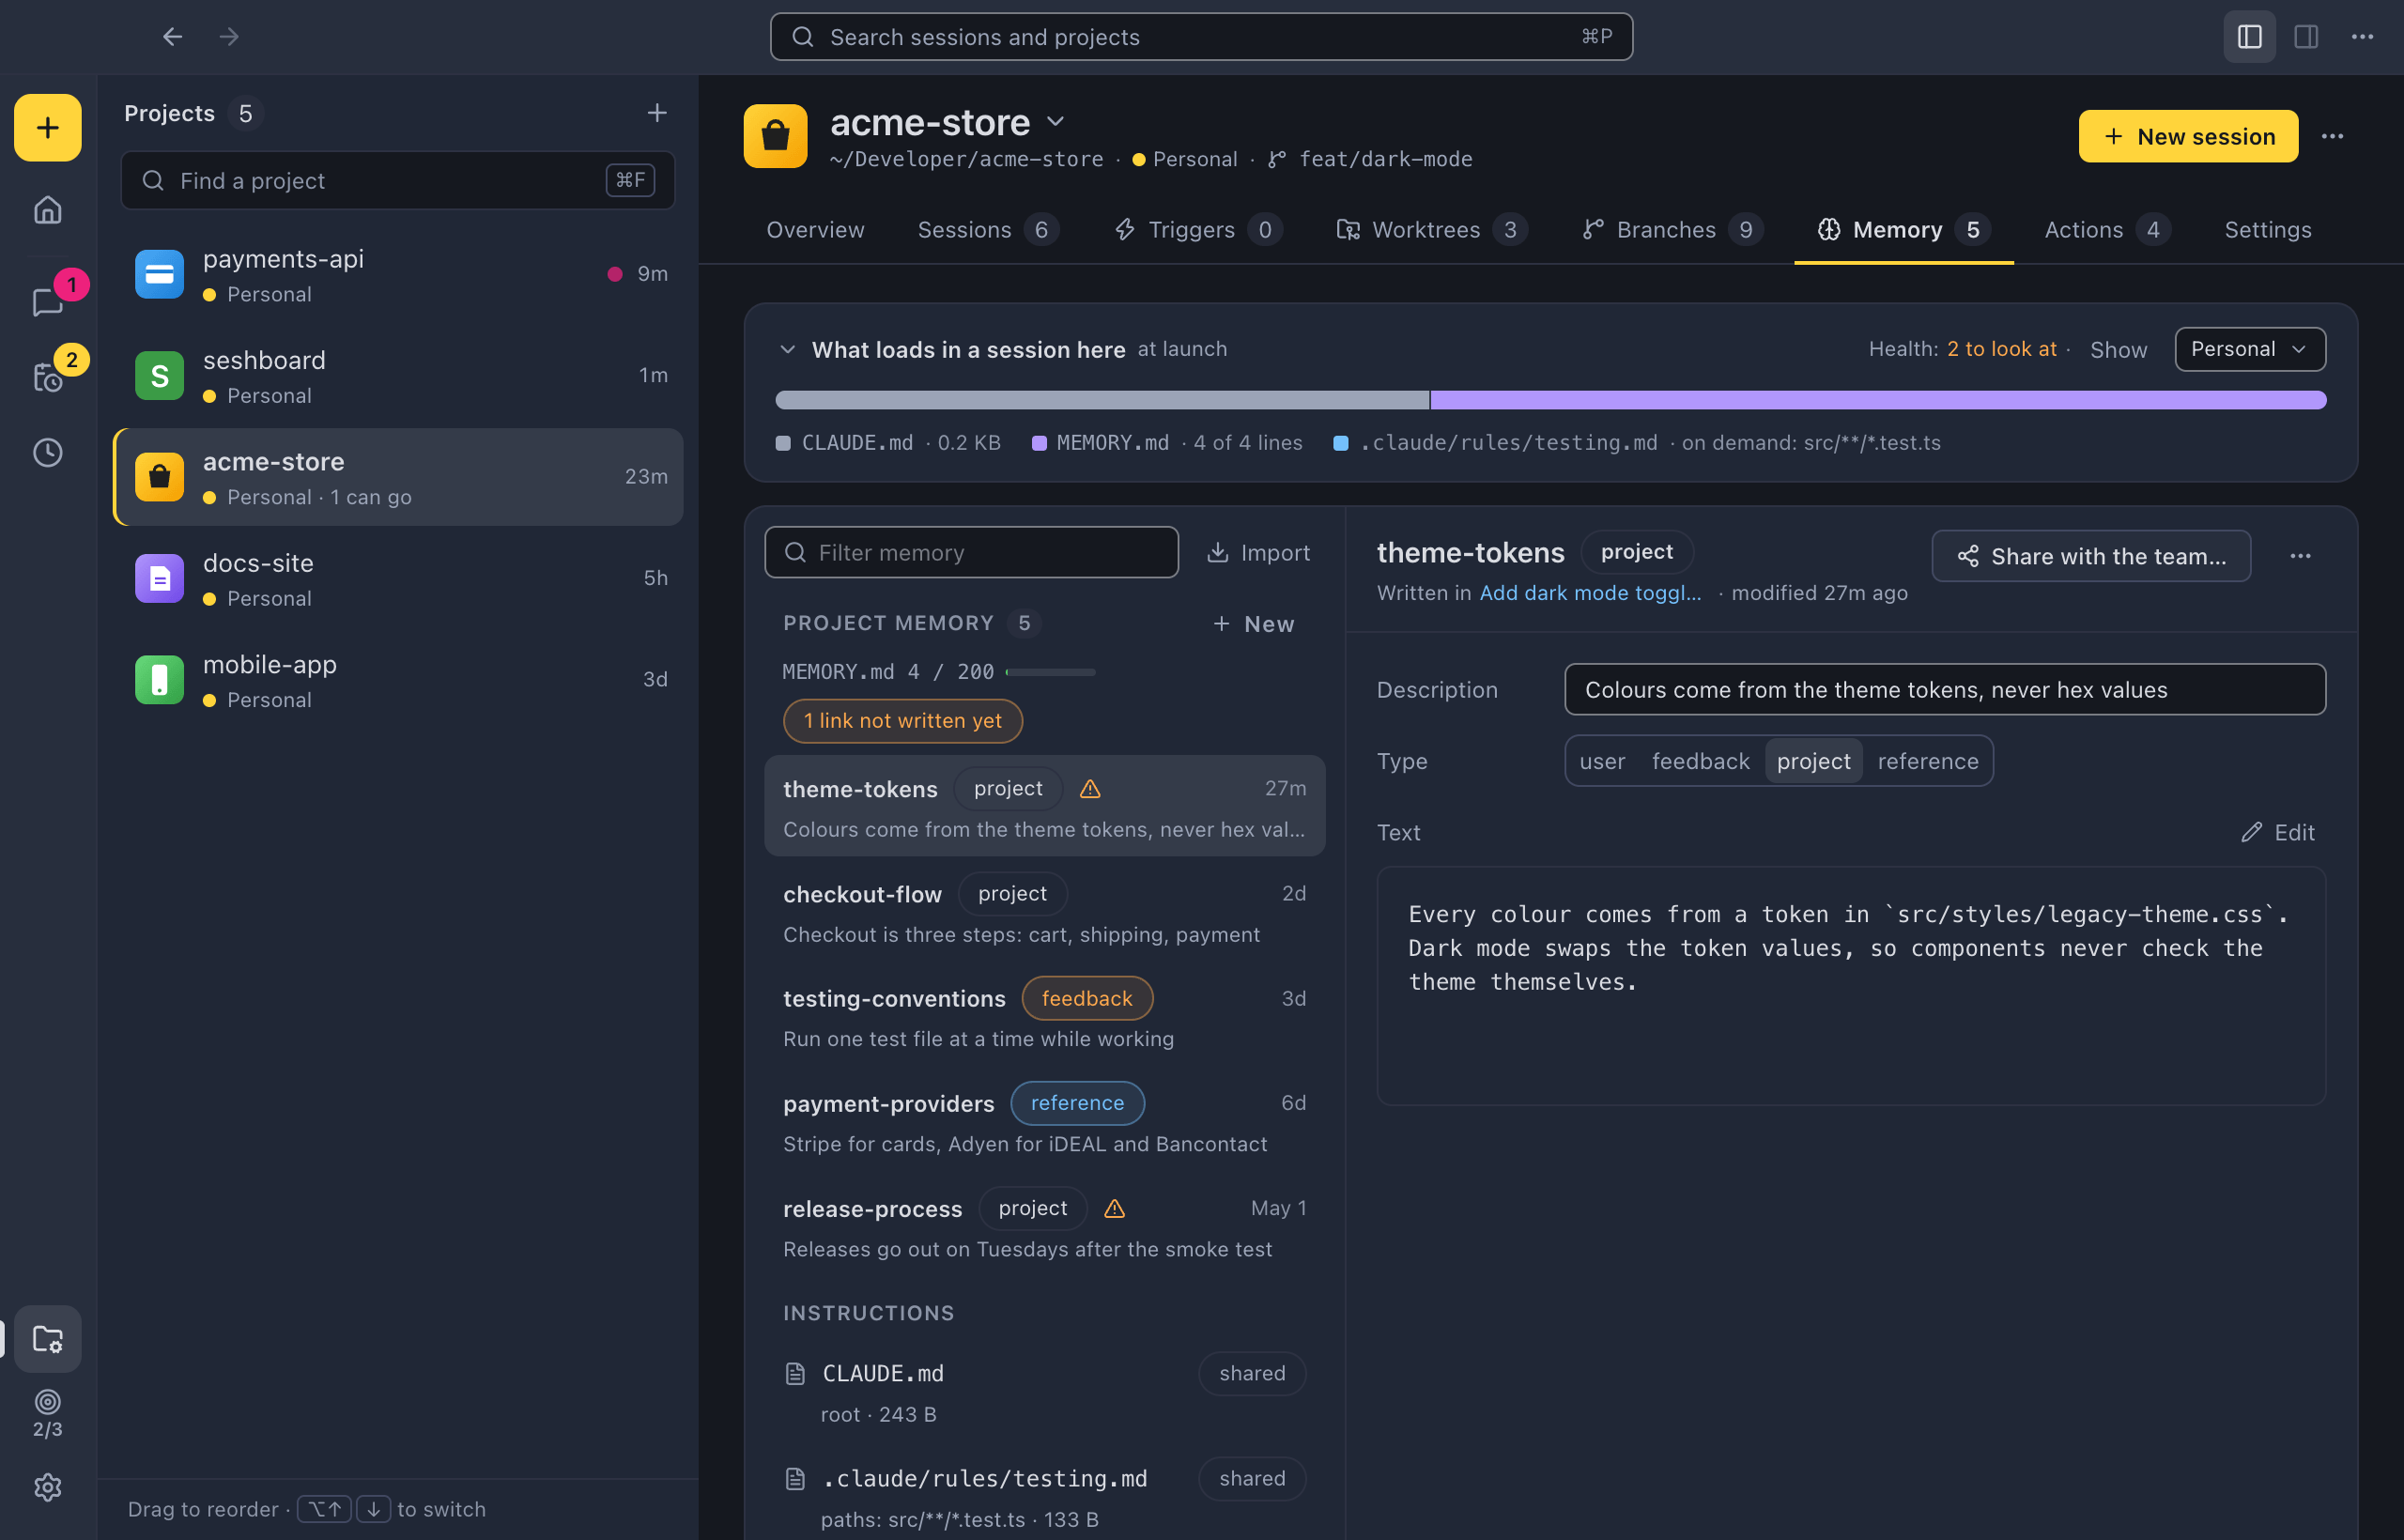 Search sessions and projects ⌘P
Projects 5
Find a project ⌘F
payments-api 9m
Personal
S seshboard 1m
Personal
acme-store 23m
Personal · 1 can go
docs-site 5h
Personal
mobile-app 3d
Personal
1
2
2/3
Drag to reorder · ⌥↑ ↓ to switch
acme-store
~/Developer/acme-store · Personal · feat/dark-mode
New session
Overview Sessions 6 Triggers 0 Worktrees 3 Branches 9 Memory 5 Actions 4 Settings
What loads in a session here at launch Health: 2 to look at · Show Personal
CLAUDE.md · 0.2 KB MEMORY.md · 4 of 4 lines .claude/rules/testing.md · on demand: src/**/*.test.ts
Filter memory Import
PROJECT MEMORY 5 New
MEMORY.md 4 / 200
1 link not written yet
theme-tokens project 27m
Colours come from the theme tokens, never hex val...
checkout-flow project 2d
Checkout is three steps: cart, shipping, payment
testing-conventions feedback 3d
Run one test file at a time while working
payment-providers reference 6d
Stripe for cards, Adyen for iDEAL and Bancontact
release-process project May 1
Releases go out on Tuesdays after the smoke test
INSTRUCTIONS
CLAUDE.md shared
root · 243 B
.claude/rules/testing.md shared
paths: src/**/*.test.ts · 133 B
theme-tokens project Share with the team...
Written in Add dark mode toggl... · modified 27m ago
Description Colours come from the theme tokens, never hex values
Type user feedback project reference
Text Edit
Every colour comes from a token in `src/styles/legacy-theme.css`.
Dark mode swaps the token values, so components never check the
theme themselves.